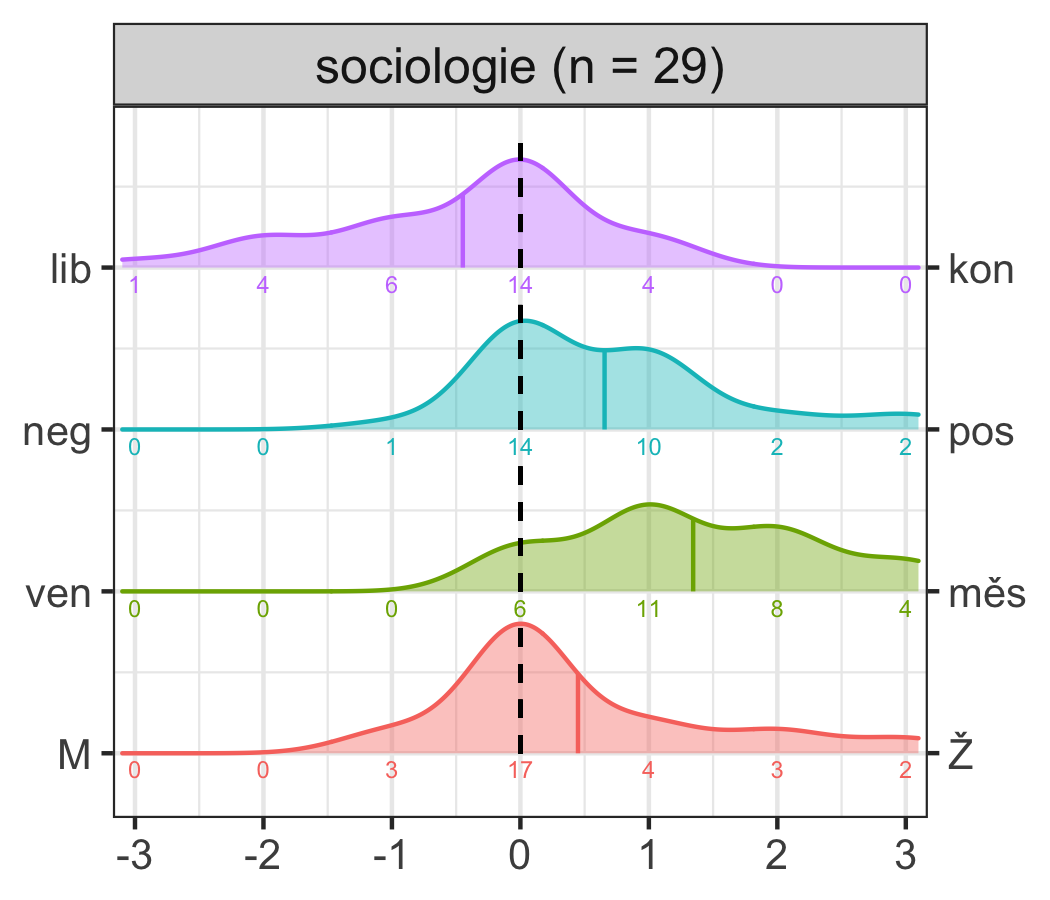 sociologie (n = 29)
lib kon
1 4 6 14 4 0 0
neg pos
0 0 1 14 10 2 2
ven měs
0 0 0 6 11 8 4
M Ž
0 0 3 17 4 3 2
-3 -2 -1 0 1 2 3